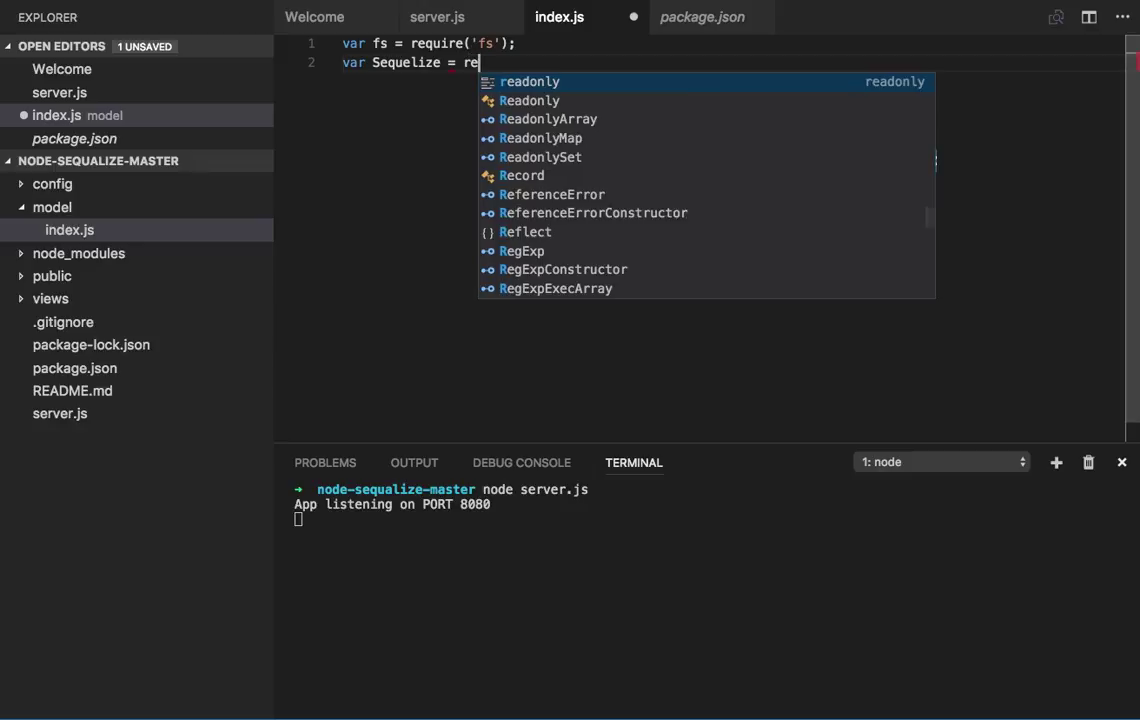 EXPLORER
OPEN EDITORS 1 UNSAVED
Welcome
server.js
index.js model
package.json
NODE-SEQUALIZE-MASTER
config
model
index.js
node_modules
public
views
.gitignore
package-lock.json
package.json
README.md
server.js
Welcome server.js index.js package.json
1 var fs = require('fs');
2 var Sequelize = re
readonly readonly
Readonly
ReadonlyArray
ReadonlyMap
ReadonlySet
Record
ReferenceError
ReferenceErrorConstructor
Reflect
RegExp
RegExpConstructor
RegExpExecArray
PROBLEMS OUTPUT DEBUG CONSOLE TERMINAL 1: node
→ node-sequalize-master node server.js
App listening on PORT 8080